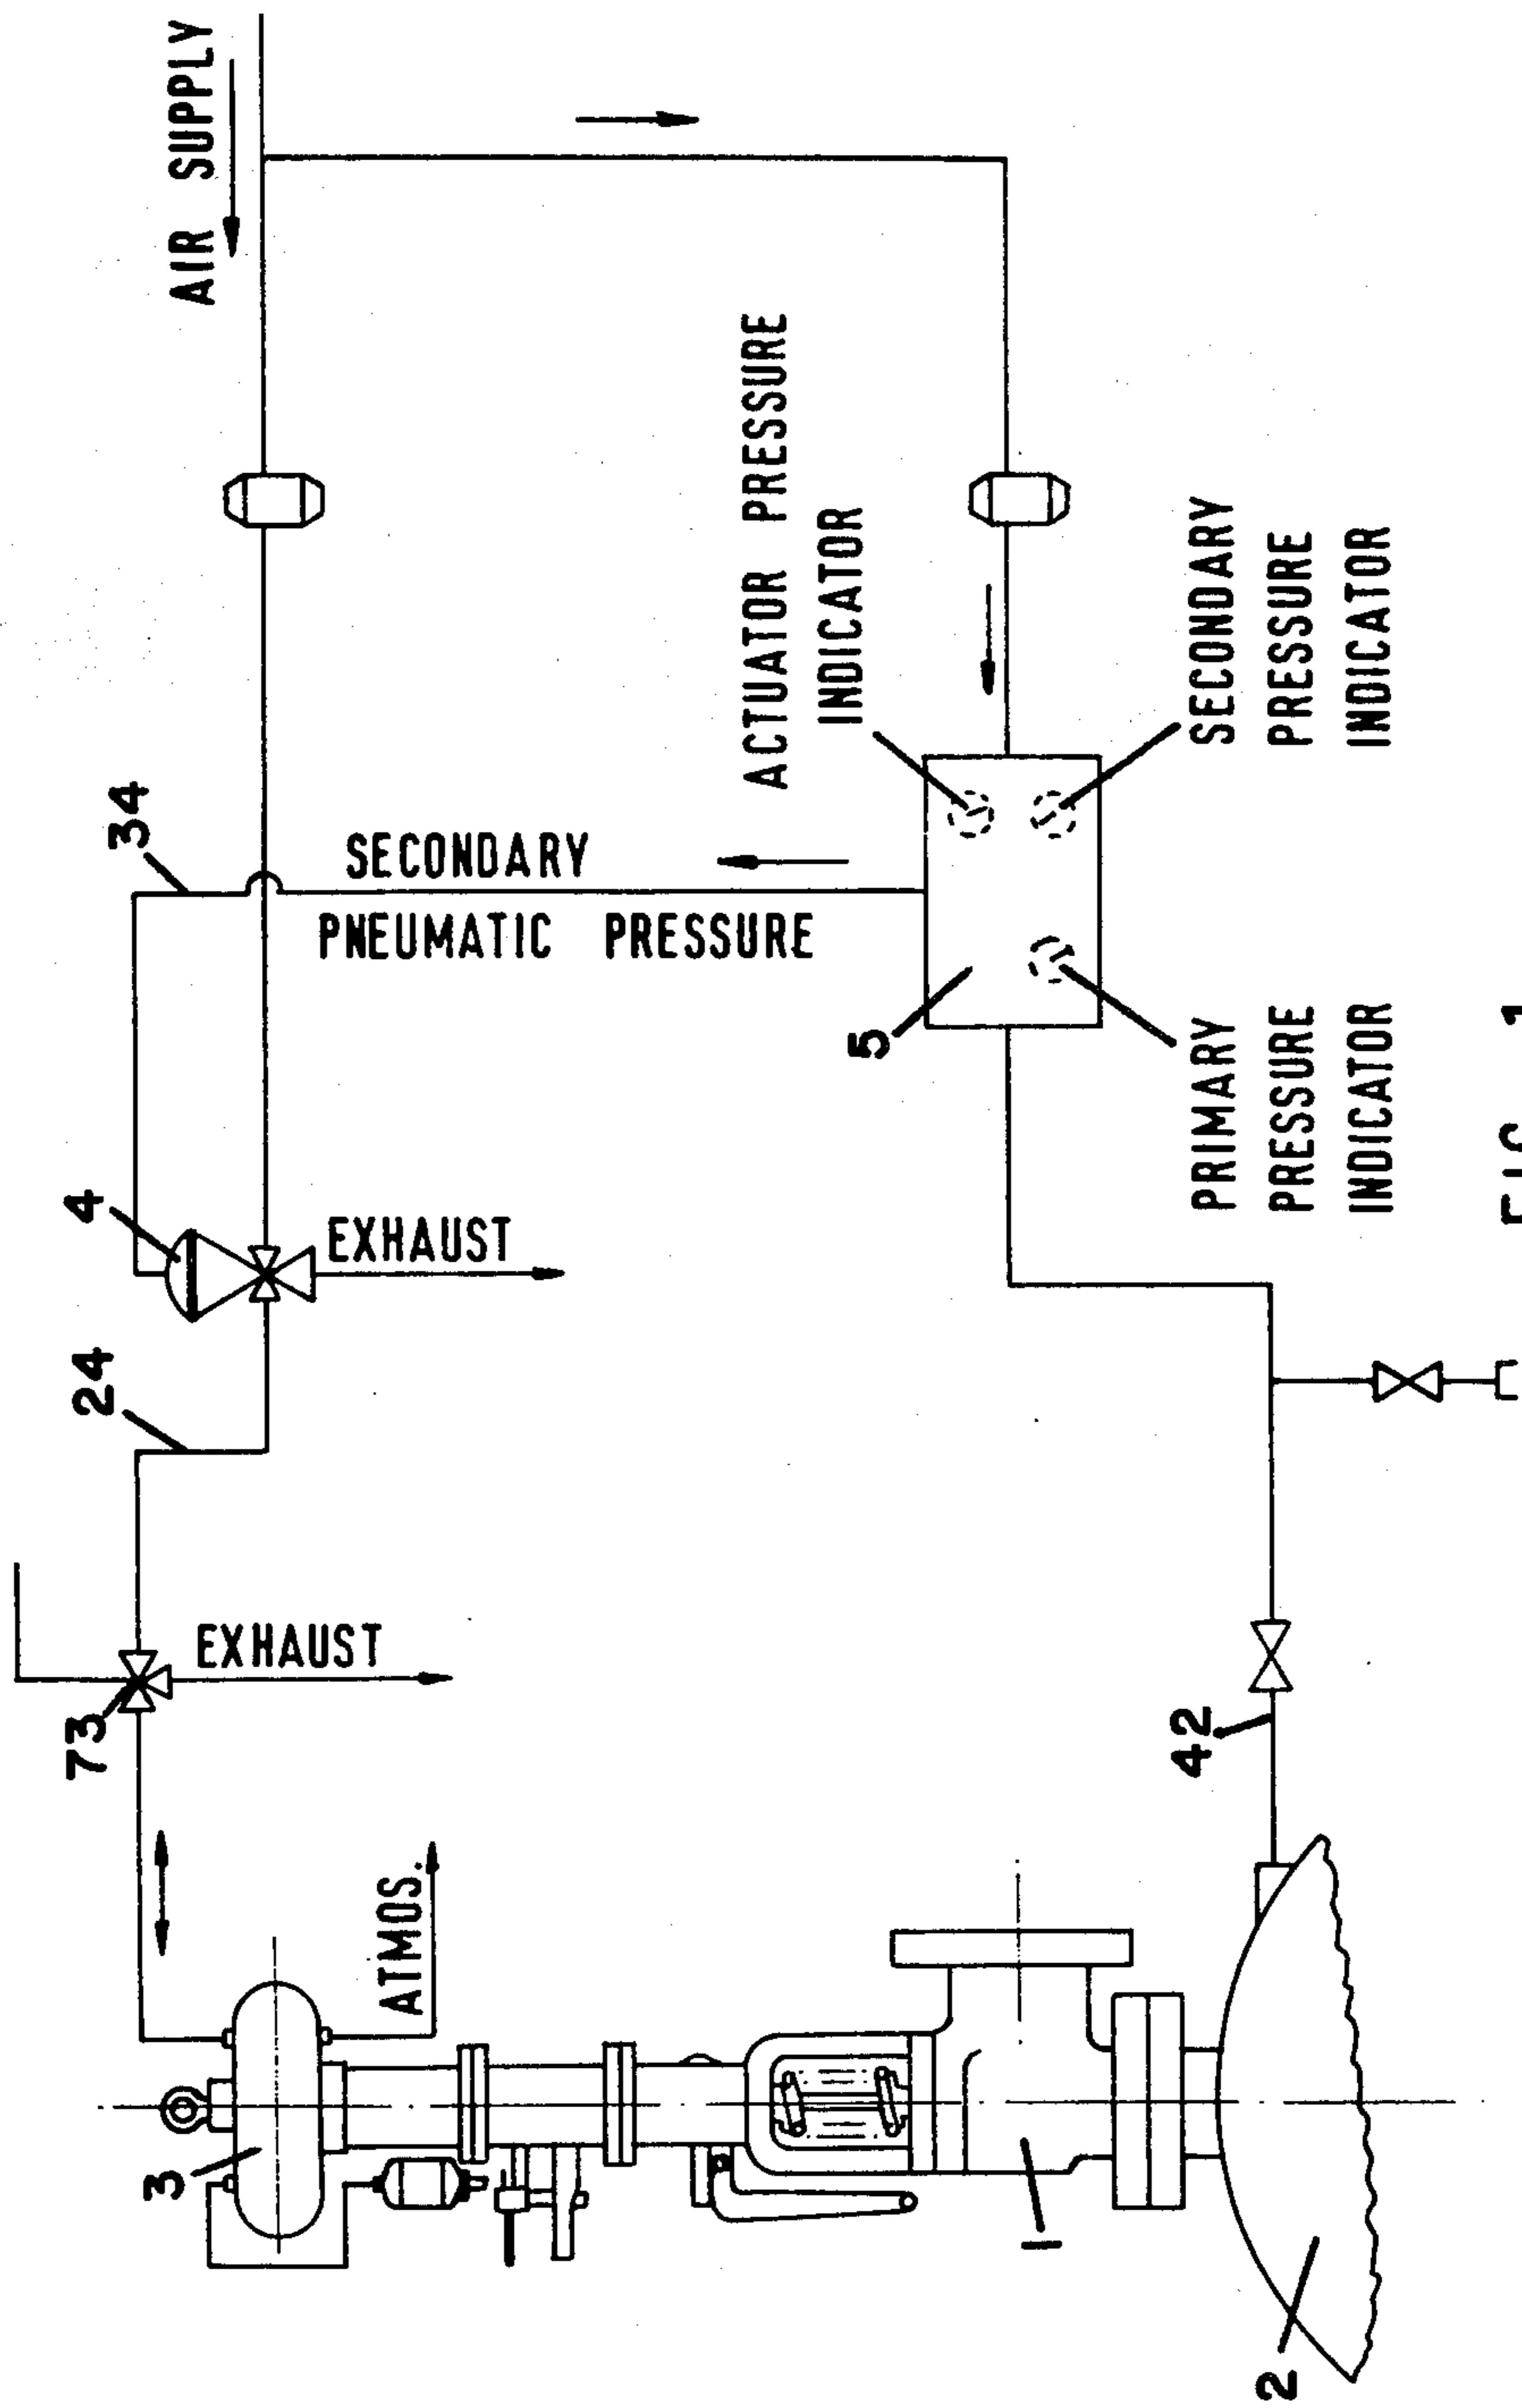 AIR SUPPLY
34
4
24
73
EXHAUST
EXHAUST
SECONDARY
PNEUMATIC PRESSURE
ACTUATOR PRESSURE
INDICATOR
3
ATMOS.
5
SECONDARY
PRESSURE
INDICATOR
PRIMARY
PRESSURE
INDICATOR
42
1
2